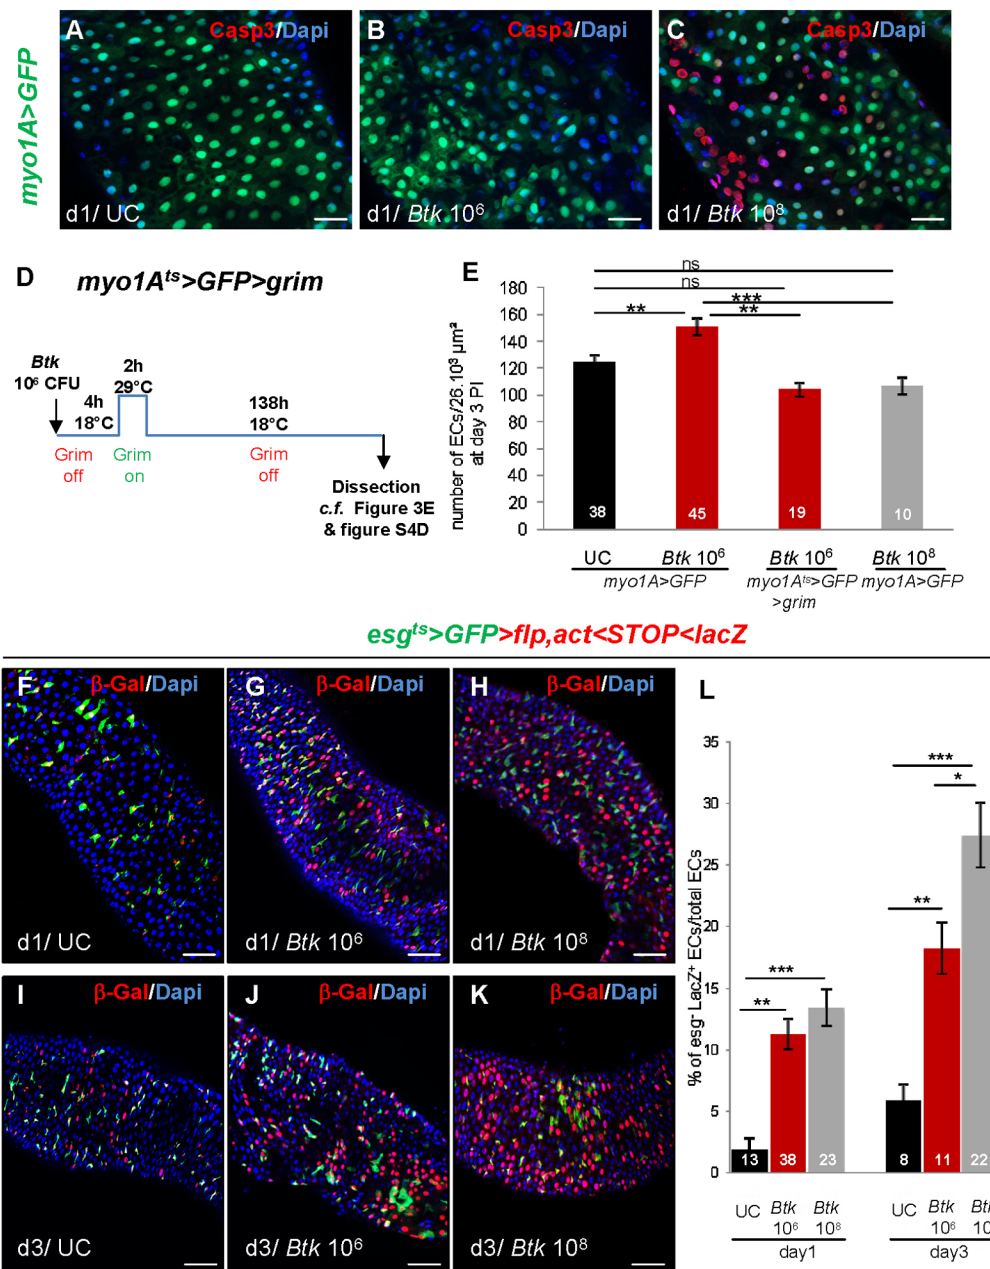 myo1A>GFP
A
Casp3/Dapi
d1/ UC
B
Casp3/Dapi
d1/ Btk 10⁶
C
Casp3/Dapi
d1/ Btk 10⁸
D
myo1Aᵗˢ>GFP>grim
Btk
10⁶ CFU
4h
18°C
2h
29°C
138h
18°C
Grim
off
Grim
on
Grim
off
Dissection
c.f. Figure 3E
& figure S4D
E
number of ECs/26.10³ µm²
at day 3 PI
180
160
140
120
100
80
60
40
20
0
ns
ns
***
**
**
38
45
19
10
UC
Btk 10⁶
Btk 10⁶
Btk 10⁸
myo1A>GFP
myo1Aᵗˢ>GFP
>grim
myo1A>GFP
esgᵗˢ>GFP>flp,act<STOP<lacZ
F
β-Gal/Dapi
d1/ UC
G
β-Gal/Dapi
d1/ Btk 10⁶
H
β-Gal/Dapi
d1/ Btk 10⁸
I
β-Gal/Dapi
d3/ UC
J
β-Gal/Dapi
d3/ Btk 10⁶
K
β-Gal/Dapi
d3/ Btk 10⁸
L
% of esg⁻ LacZ⁺ ECs/total ECs
35
30
25
20
15
10
5
0
***
**
***
*
**
13
38
23
8
11
22
UC
Btk
10⁶
Btk
10⁸
UC
Btk
10⁶
Bt
10
day1
day3